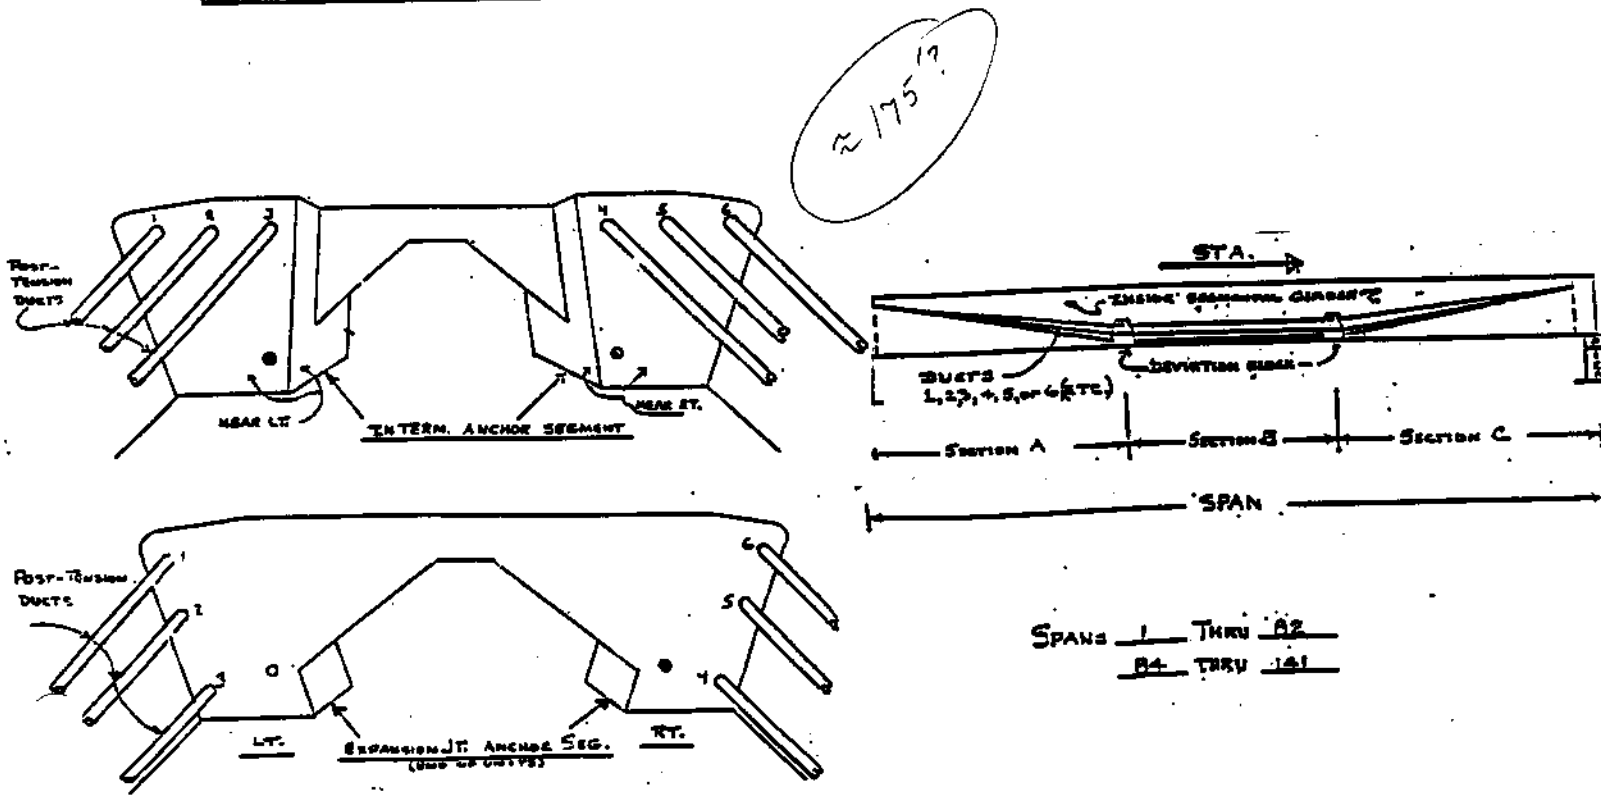 ≈ 175'?
1 2 3 4 5 6
POST-
TENSION
DUCTS
NEAR LT.
NEAR RT.
INTERM. ANCHOR SEGMENT
STA.
INSIDE SEGMENTAL
DUCTS
1,2,3,4,5, or 6 (ETC.)
DEVIATION BLOCK
SECTION A
SECTION B
SECTION C
SPAN
1 2 3 4 5 6
POST-TENSION
DUCTS
LT.
RT.
EXPANSION JT. ANCHOR SEG.
(END OF UNITS)
SPANS 1 THRU 82
84 THRU 141